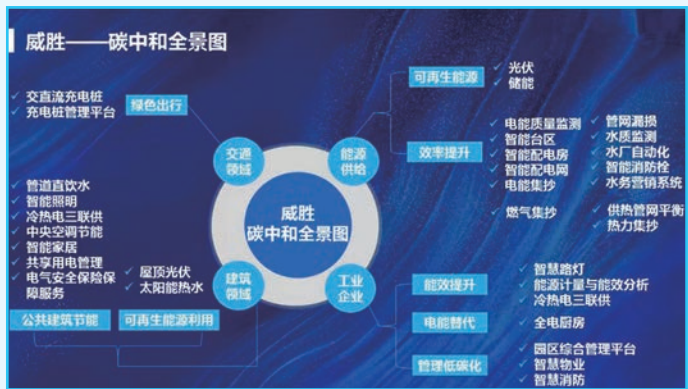 威胜——碳中和全景图
交直流充电桩
充电桩管理平台
绿色出行
交通
领域
能源
供给
威胜
碳中和全景图
建筑
领域
工业
企业
可再生能源
光伏
储能
效率提升
电能质量监测
智能台区
智能配电房
智能配电网
电能集抄
燃气集抄
管网漏损
水质监测
水厂自动化
智能消防栓
水务营销系统
供热管网平衡
热力集抄
管道直饮水
智能照明
冷热电三联供
中央空调节能
智能家居
共享用电管理
电气安全保险保
障服务
屋顶光伏
太阳能热水
公共建筑节能
可再生能源利用
能效提升
智慧路灯
能源计量与能效分析
冷热电三联供
电能替代
全电厨房
管理低碳化
园区综合管理平台
智慧物业
智慧消防